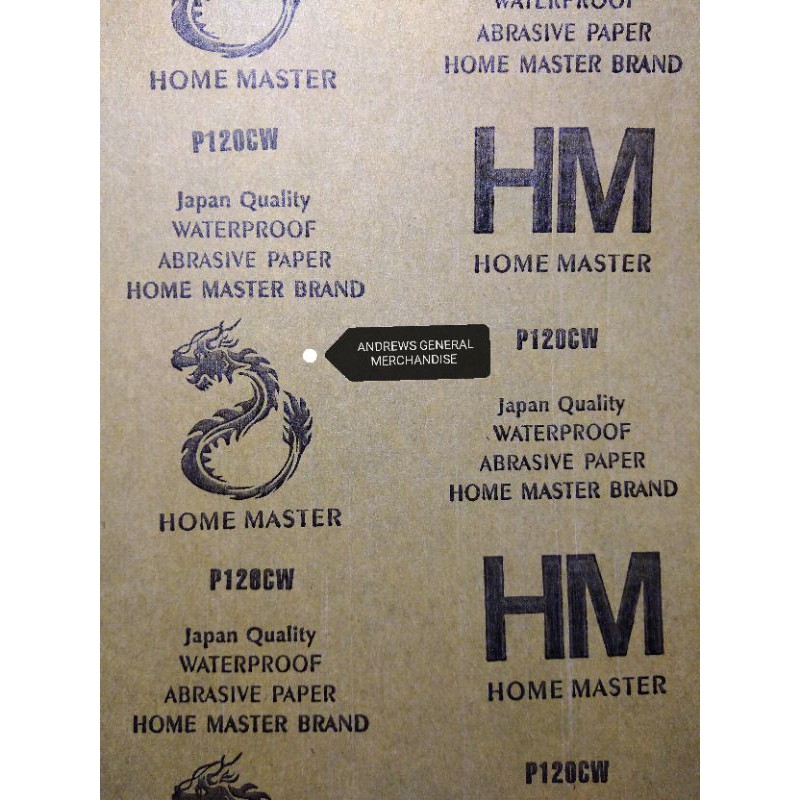 HOME MASTER
P120CW
Japan Quality
WATERPROOF
ABRASIVE PAPER
HOME MASTER BRAND
HOME MASTER
P120CW
Japan Quality
WATERPROOF
ABRASIVE PAPER
HOME MASTER BRAND
ANDREWS GENERAL
MERCHANDISE
WATERPROOF
ABRASIVE PAPER
HOME MASTER BRAND
HM
HOME MASTER
P120CW
Japan Quality
WATERPROOF
ABRASIVE PAPER
HOME MASTER BRAND
HM
HOME MASTER
P120CW